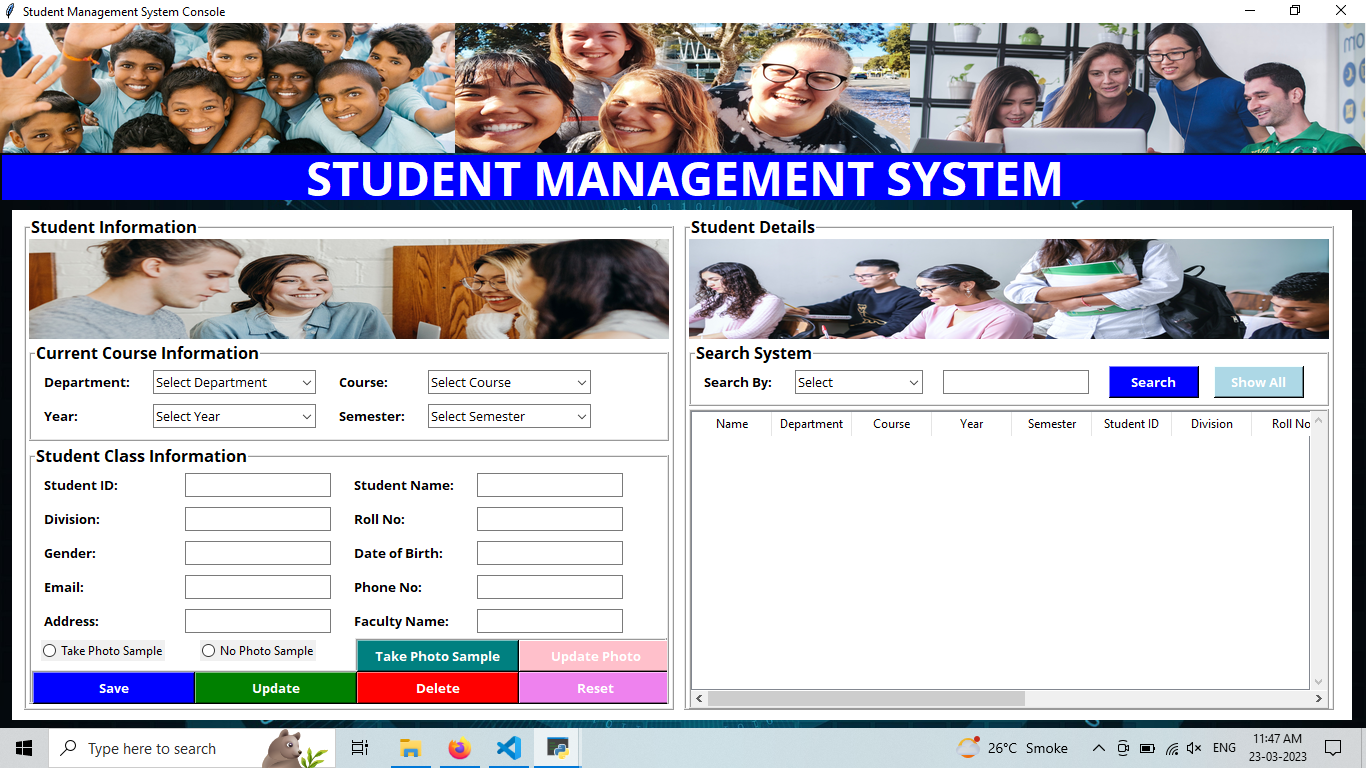 Student Management System Console
STUDENT MANAGEMENT SYSTEM
Student Information
Current Course Information
Department: Select Department Course: Select Course
Year: Select Year Semester: Select Semester
Student Class Information
Student ID: Student Name:
Division: Roll No:
Gender: Date of Birth:
Email: Phone No:
Address: Faculty Name:
Take Photo Sample No Photo Sample Take Photo Sample Update Photo
Save Update Delete Reset
Student Details
Search System
Search By: Select Search Show All
Name Department Course Year Semester Student ID Division Roll No
Type here to search
26°C Smoke ENG 11:47 AM
23-03-2023